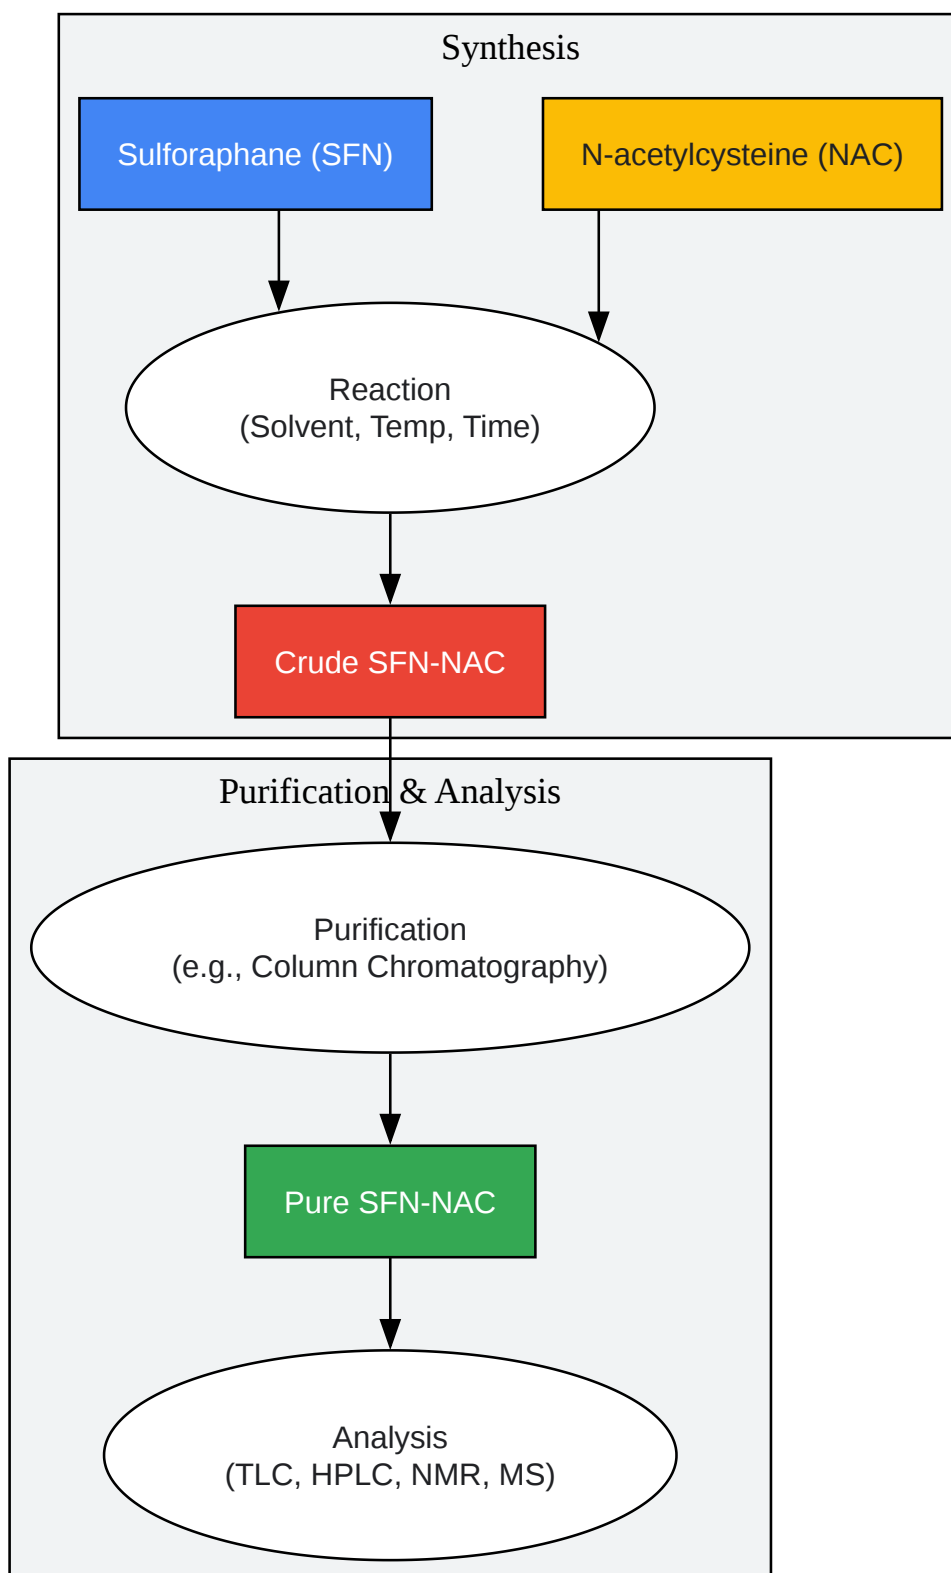 Synthesis
Sulforaphane (SFN)
N-acetylcysteine (NAC)
Reaction
(Solvent, Temp, Time)
Crude SFN-NAC
Purification & Analysis
Purification
(e.g., Column Chromatography)
Pure SFN-NAC
Analysis
(TLC, HPLC, NMR, MS)